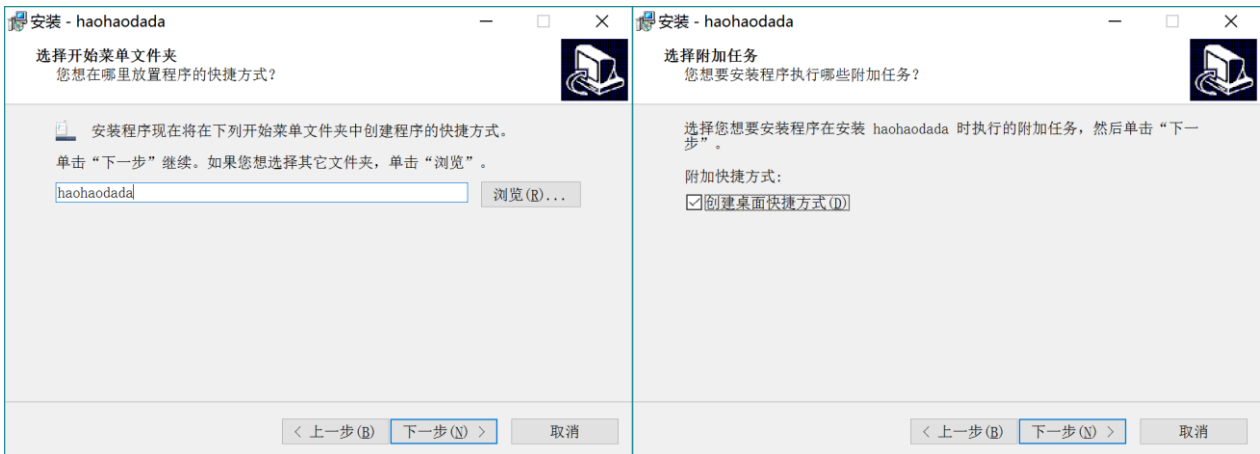 安装 - haohaodada
选择开始菜单文件夹
您想在哪里放置程序的快捷方式？
安装程序现在将在下列开始菜单文件夹中创建程序的快捷方式。
单击“下一步”继续。如果您想选择其它文件夹，单击“浏览”。
haohaodada
浏览(R)...
< 上一步(B)
下一步(N) >
取消
安装 - haohaodada
选择附加任务
您想要安装程序执行哪些附加任务？
选择您想要安装程序在安装 haohaodada 时执行的附加任务，然后单击“下一
步”。
附加快捷方式:
创建桌面快捷方式(D)
< 上一步(B)
下一步(N) >
取消